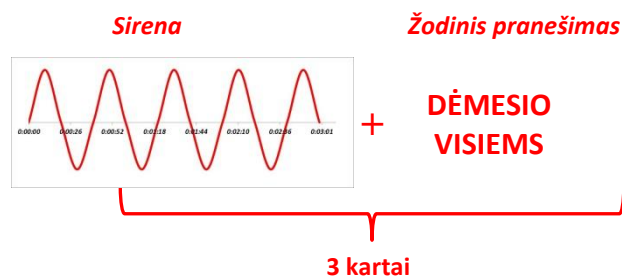 Sirena
Žodinis pranešimas
0:00:00 0:00:26 0:00:52 0:01:18 0:01:44 0:02:10 0:02:36 0:03:01
+
DĖMESIO
VISIEMS
3 kartai